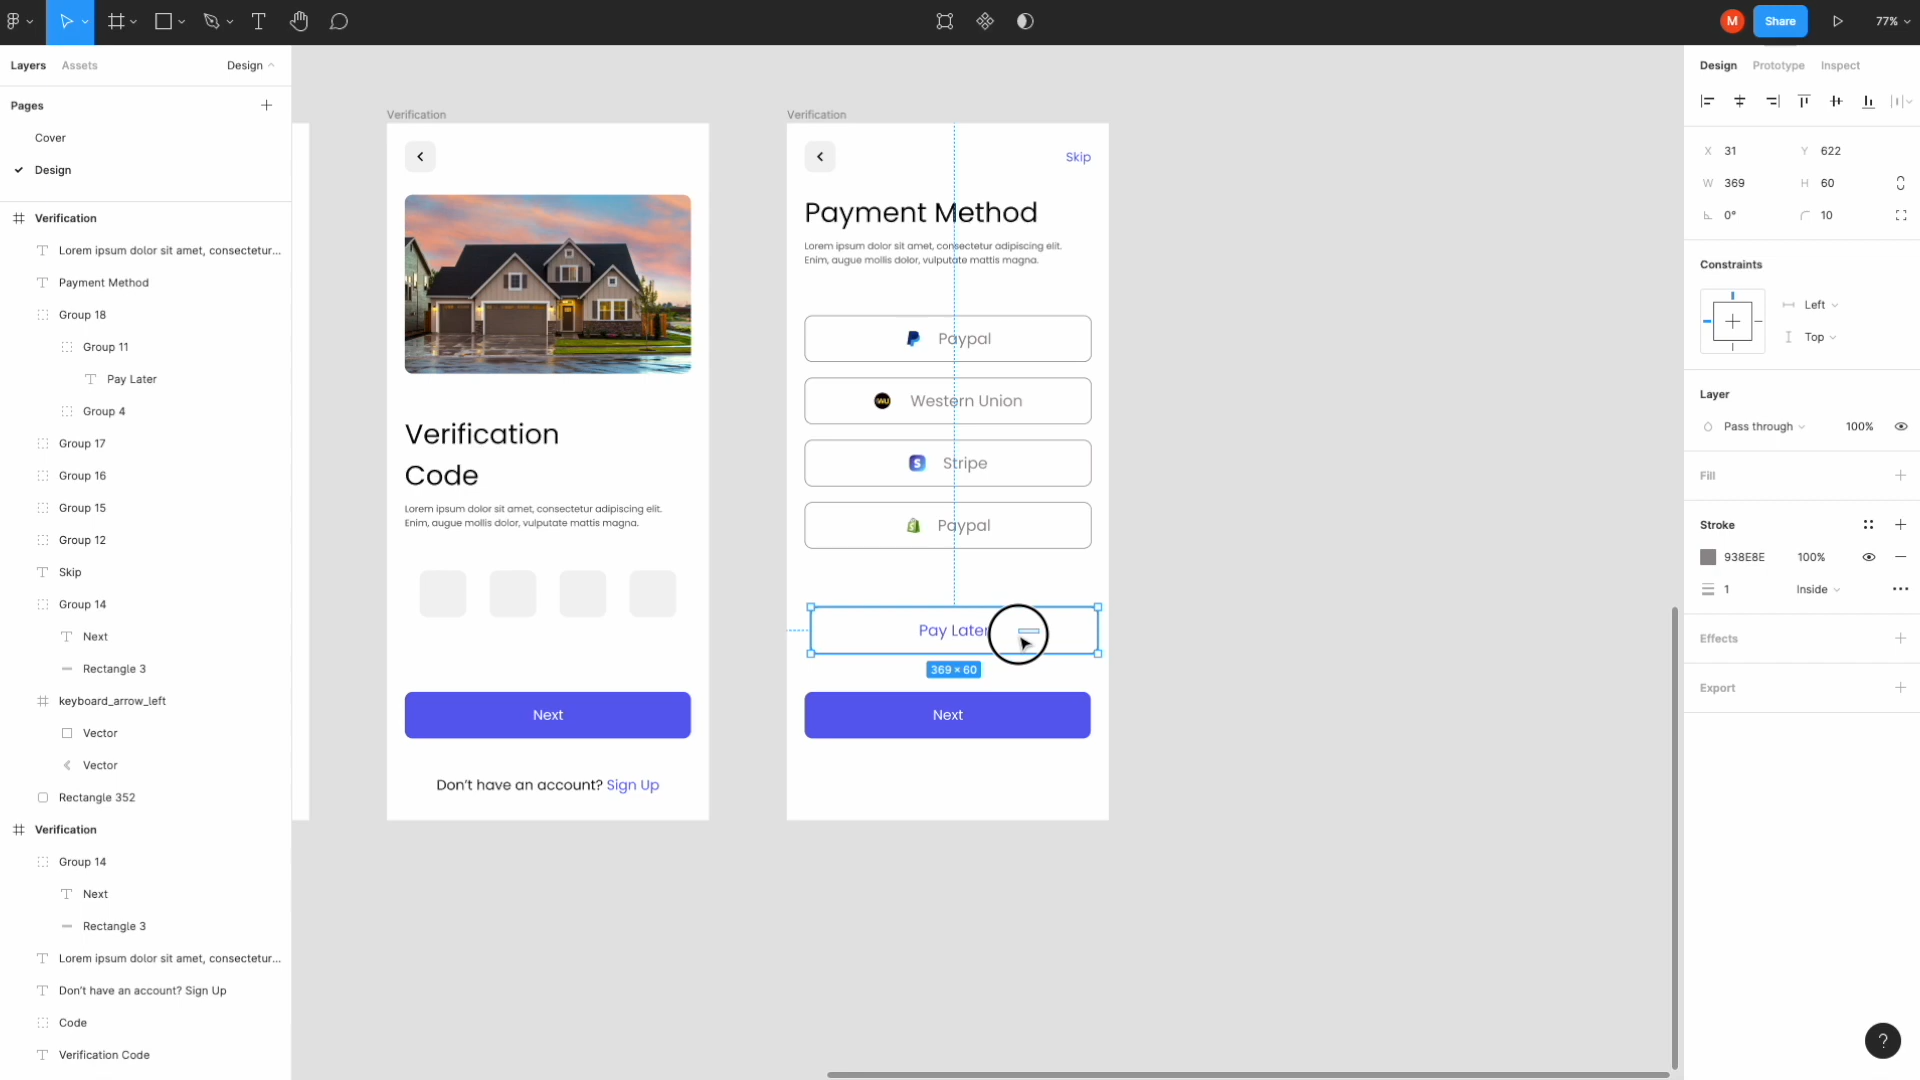 M
Share
77%
Layers
Assets
Design
Pages
Cover
Design
Verification
Lorem ipsum dolor sit amet, consectetur...
Payment Method
Group 18
Group 11
Pay Later
Group 4
Group 17
Group 16
Group 15
Group 12
Skip
Group 14
Next
Rectangle 3
keyboard_arrow_left
Vector
Vector
Rectangle 352
Verification
Group 14
Next
Rectangle 3
Lorem ipsum dolor sit amet, consectetur...
Don't have an account? Sign Up
Code
Verification Code
Verification
Verification
Code
Lorem ipsum dolor sit amet, consectetur adipiscing elit.
Enim, augue mollis dolor, vulputate mattis magna.
Next
Don't have an account? Sign Up
Verification
Skip
Payment Method
Lorem ipsum dolor sit amet, consectetur adipiscing elit.
Enim, augue mollis dolor, vulputate mattis magna.
Paypal
WU Western Union
S Stripe
Paypal
Pay Later
369 × 60
Next
Design
Prototype
Inspect
X 31
Y 622
W 369
H 60
0°
10
Constraints
Left
Top
Layer
Pass through
100%
Fill
Stroke
938E8E
100%
1
Inside
Effects
Export
?